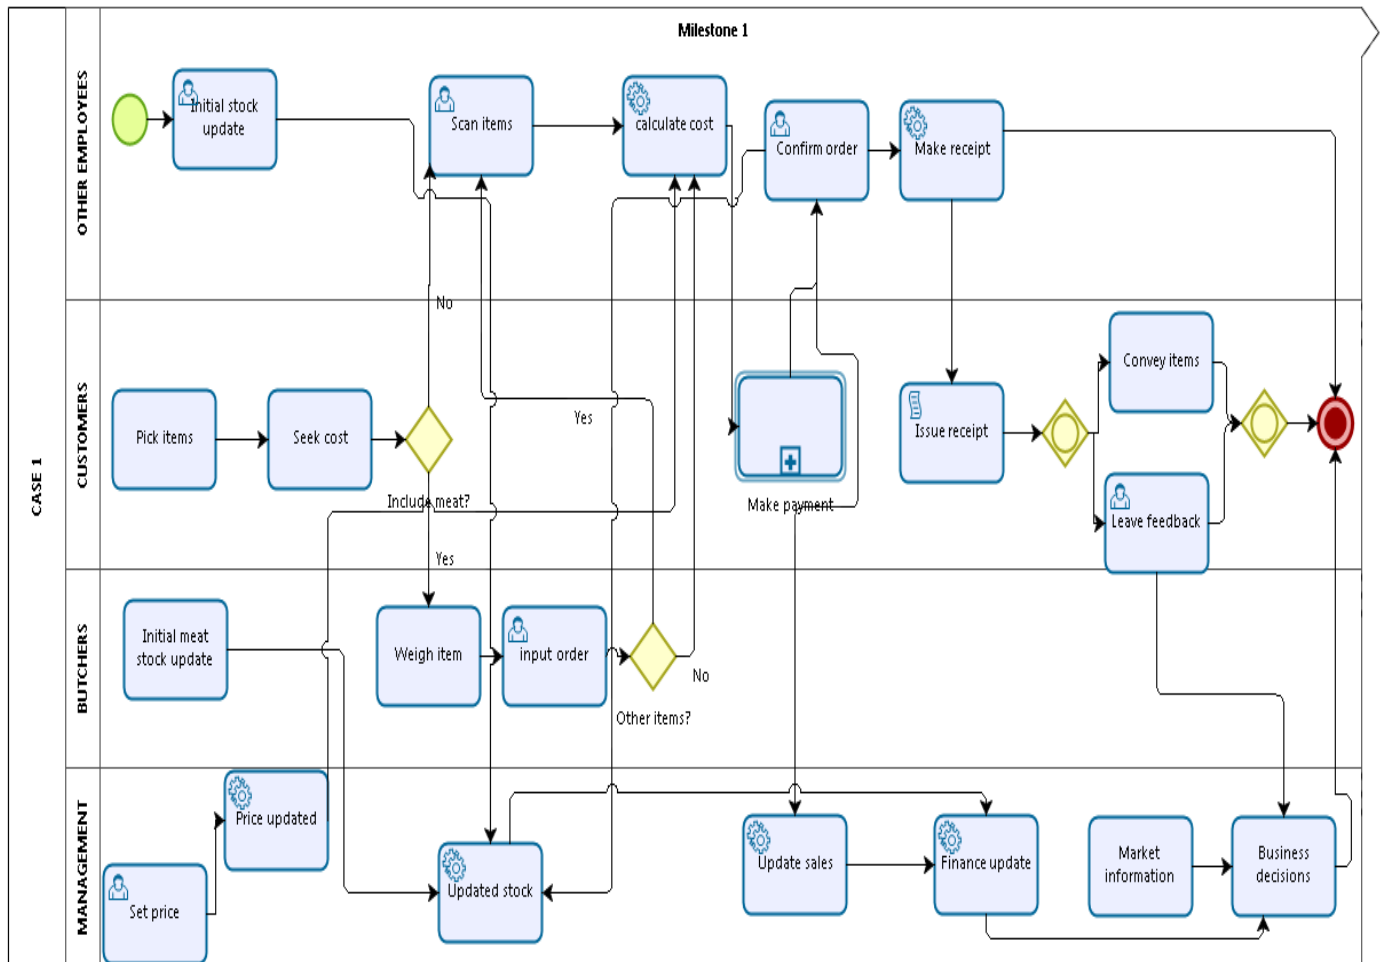 Milestone 1
CASE 1
OTHER EMPLOYEES
Initial stock
update
Scan items
calculate cost
Confirm order
Make receipt
No
CUSTOMERS
Pick items
Seek cost
Include meat?
Yes
Yes
Make payment
Issue receipt
Convey items
Leave feedback
BUTCHERS
Initial meat
stock update
Weigh item
input order
Other items?
No
MANAGEMENT
Set price
Price updated
Updated stock
Update sales
Finance update
Market
information
Business
decisions